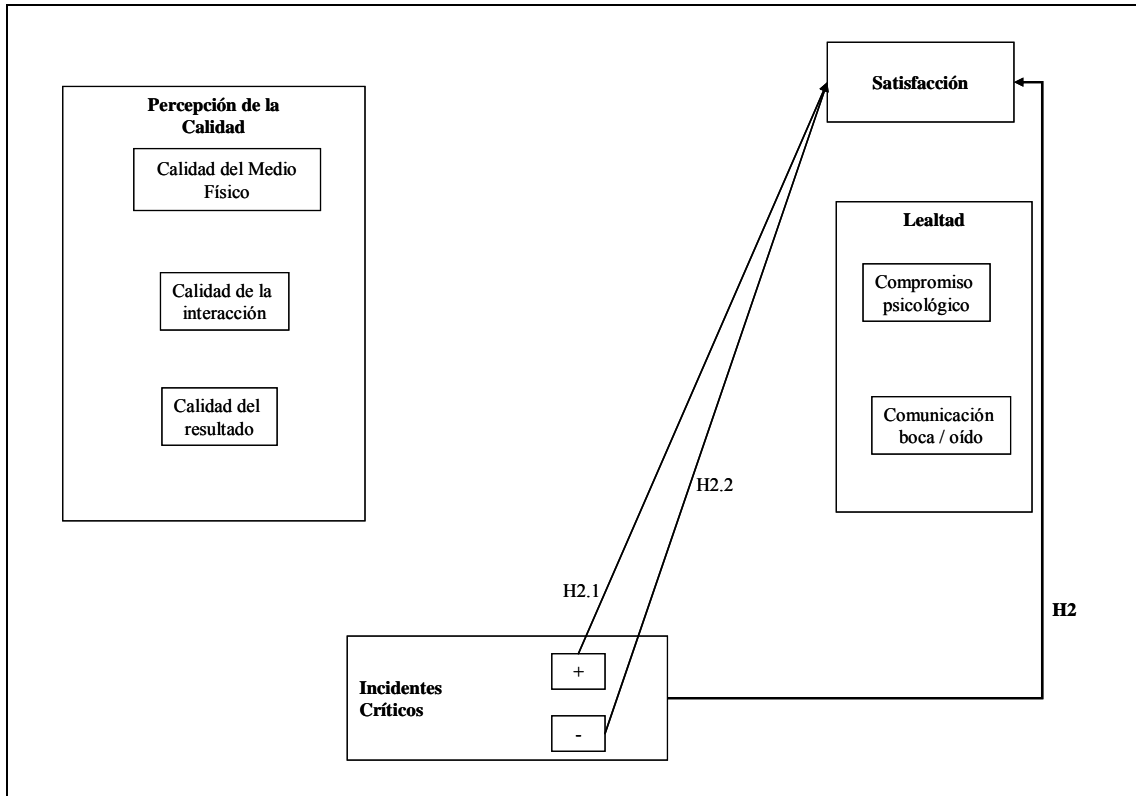 Percepción de la
Calidad
Calidad del Medio
Físico
Calidad de la
interacción
Calidad del
resultado
Satisfacción
Lealtad
Compromiso
psicológico
Comunicación
boca / oído
H2.2
H2.1
H2
Incidentes
Críticos
+
-